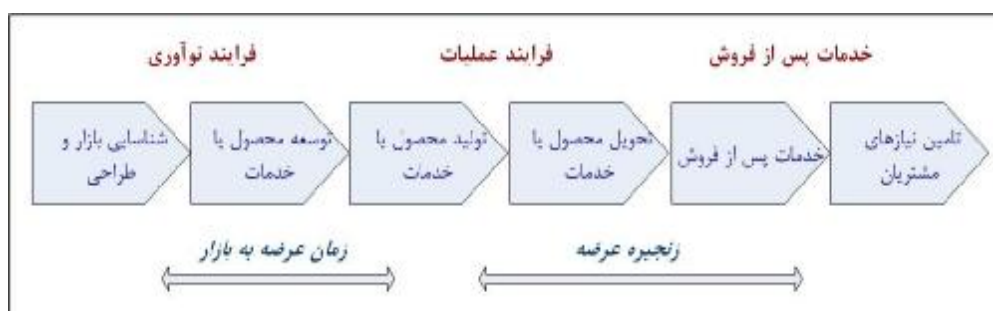 فرایند نوآوری
فرایند عملیات
خدمات پس از فروش
شناسایی بازار و
طراحی
توسعه محصول یا
خدمات
تولید محصول یا
خدمات
تحویل محصول یا
خدمات
خدمات پس از فروش
تامین نیازهای
مشتریان
زمان عرضه به بازار
زنجیره عرضه